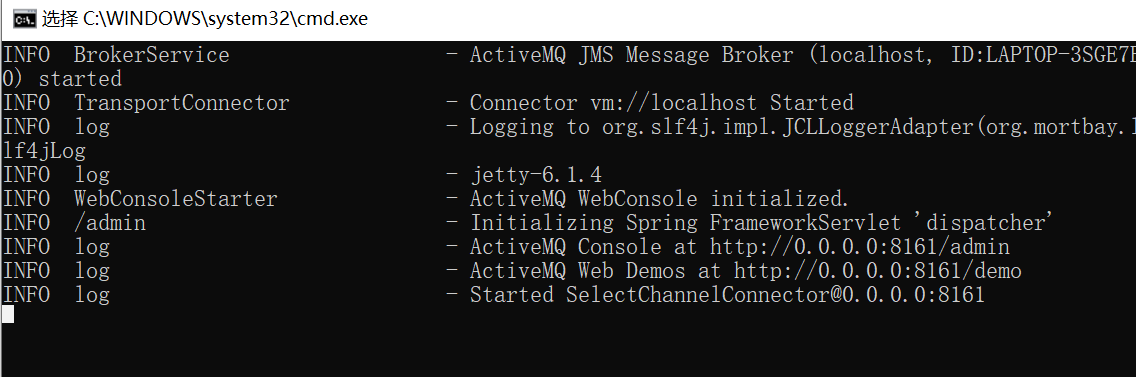 选择 C:\WINDOWS\system32\cmd.exe
INFO BrokerService - ActiveMQ JMS Message Broker (localhost, ID:LAPTOP-3SGE7
0) started
INFO TransportConnector - Connector vm://localhost Started
INFO log - Logging to org.slf4j.impl.JCLLoggerAdapter(org.mortbay.l
lf4jLog
INFO log - jetty-6.1.4
INFO WebConsoleStarter - ActiveMQ WebConsole initialized.
INFO /admin - Initializing Spring FrameworkServlet 'dispatcher'
INFO log - ActiveMQ Console at http://0.0.0.0:8161/admin
INFO log - ActiveMQ Web Demos at http://0.0.0.0:8161/demo
INFO log - Started SelectChannelConnector@0.0.0.0:8161